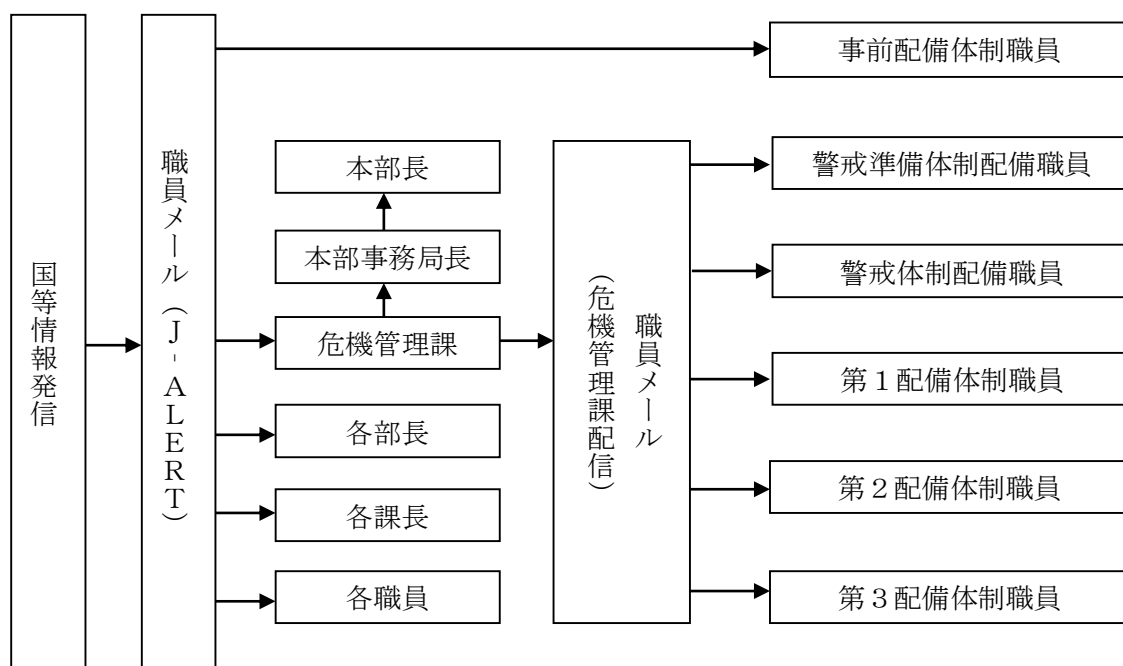 国等情報発信
職員メール（J-ALERT）
事前配備体制職員
本部長
本部事務局長
危機管理課
各部長
各課長
各職員
職員メール
（危機管理課配信）
警戒準備体制配備職員
警戒体制配備職員
第１配備体制職員
第２配備体制職員
第３配備体制職員